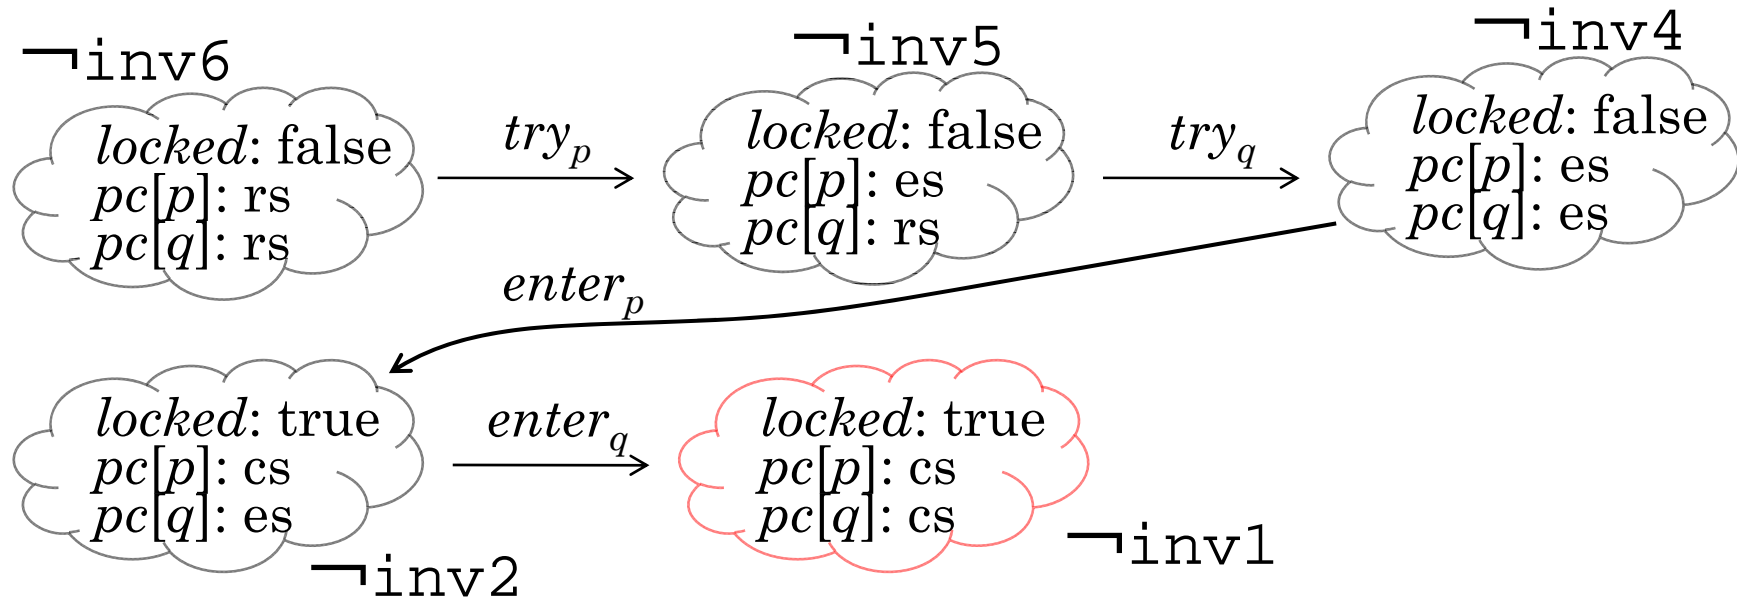 ¬inv6
locked: false
pc[p]: rs
pc[q]: rs
try_p
¬inv5
locked: false
pc[p]: es
pc[q]: rs
try_q
¬inv4
locked: false
pc[p]: es
pc[q]: es
enter_p
locked: true
pc[p]: cs
pc[q]: es
¬inv2
enter_q
locked: true
pc[p]: cs
pc[q]: cs
¬inv1